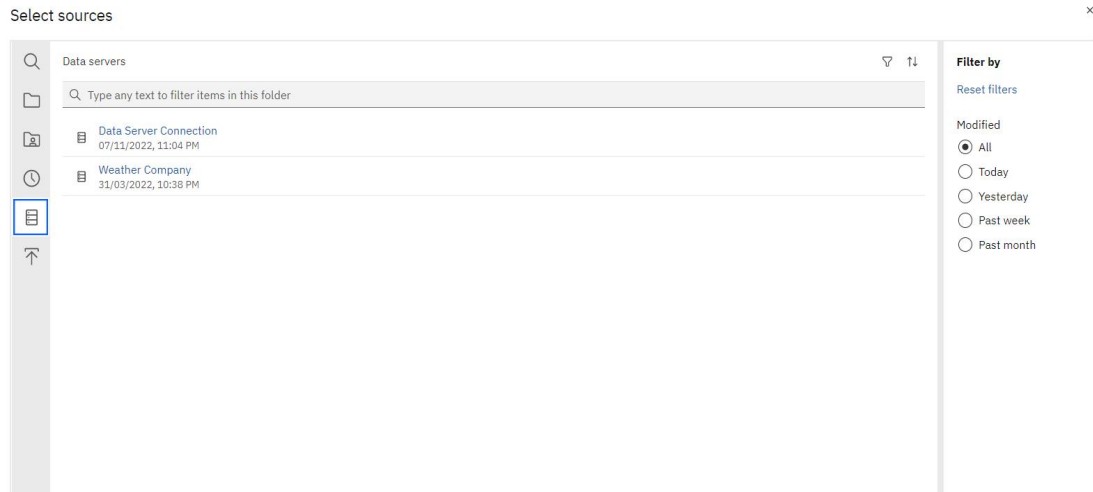 Select sources
Data servers
Type any text to filter items in this folder
Data Server Connection
07/11/2022, 11:04 PM
Weather Company
31/03/2022, 10:38 PM
Filter by
Reset filters
Modified
All
Today
Yesterday
Past week
Past month